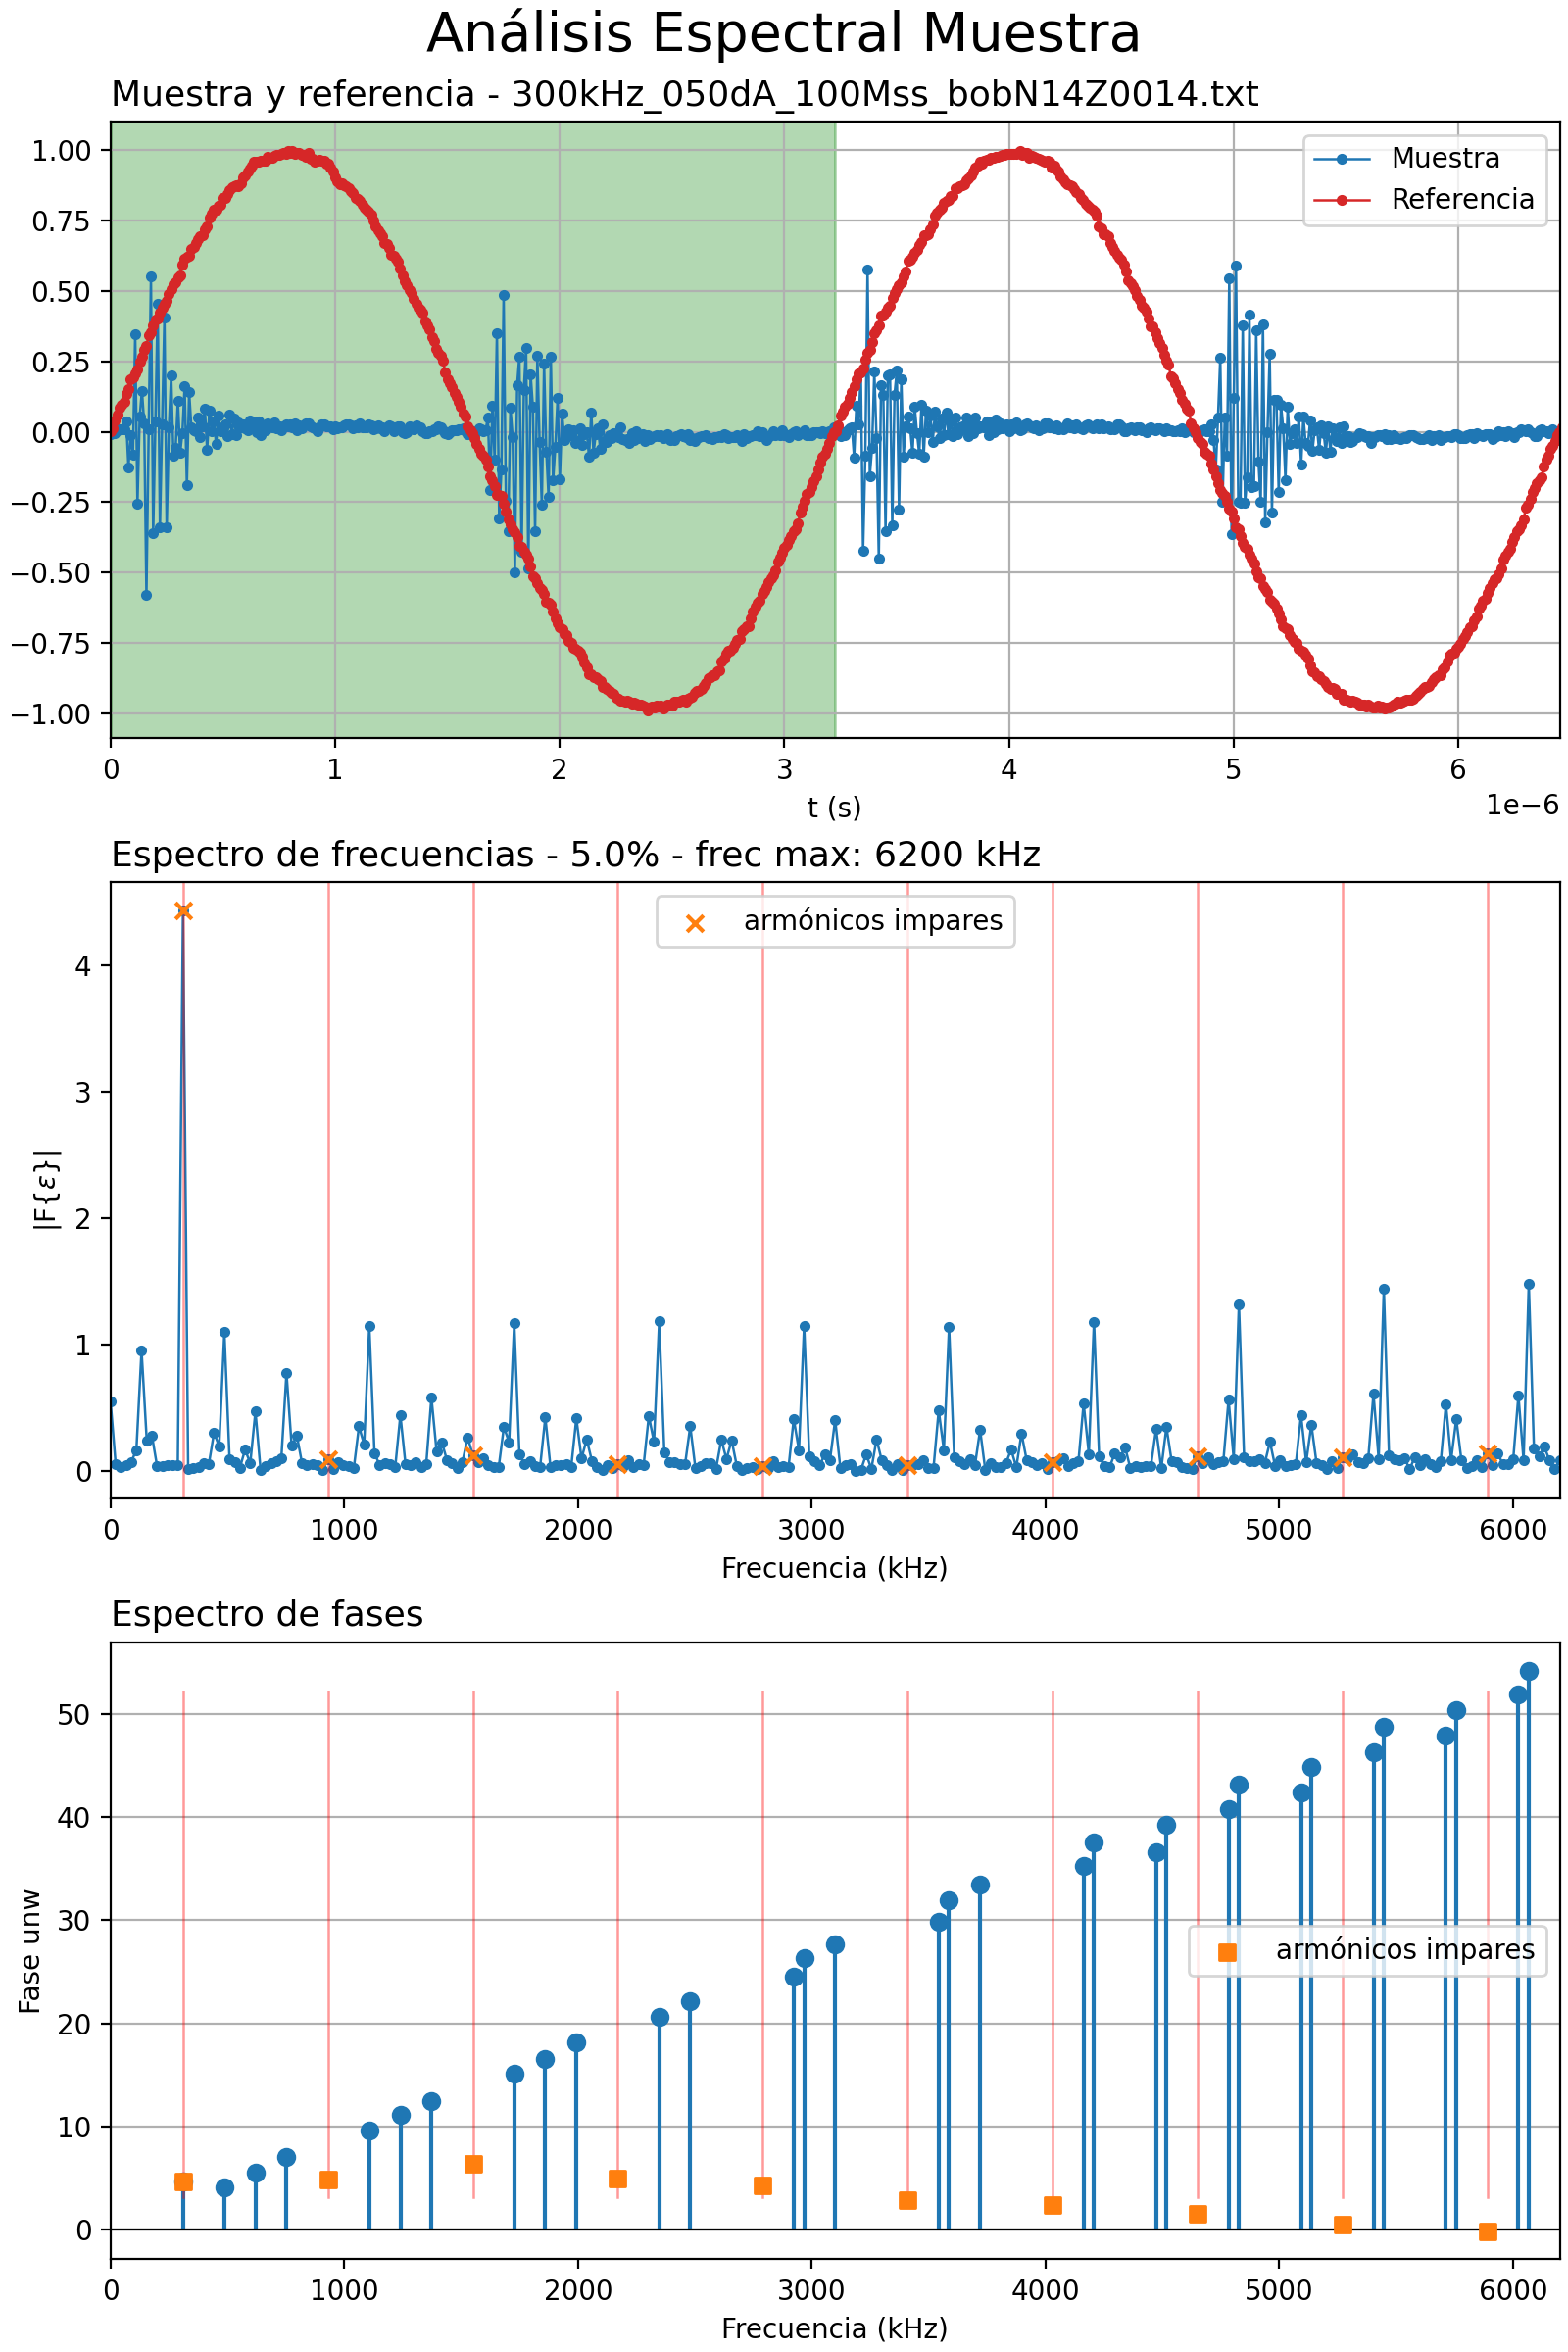 Análisis Espectral Muestra
Muestra y referencia - 300kHz_050dA_100Mss_bobN14Z0014.txt
1.00
0.75
0.50
0.25
0.00
−0.25
−0.50
−0.75
−1.00
Muestra
Referencia
0 1 2 3 4 5 6
t (s)
1e−6
Espectro de frecuencias - 5.0% - frec max: 6200 kHz
armónicos impares
4
3
2
1
0
|F{ε}|
0 1000 2000 3000 4000 5000 6000
Frecuencia (kHz)
Espectro de fases
50
40
30
20
10
0
Fase unw
armónicos impares
0 1000 2000 3000 4000 5000 6000
Frecuencia (kHz)